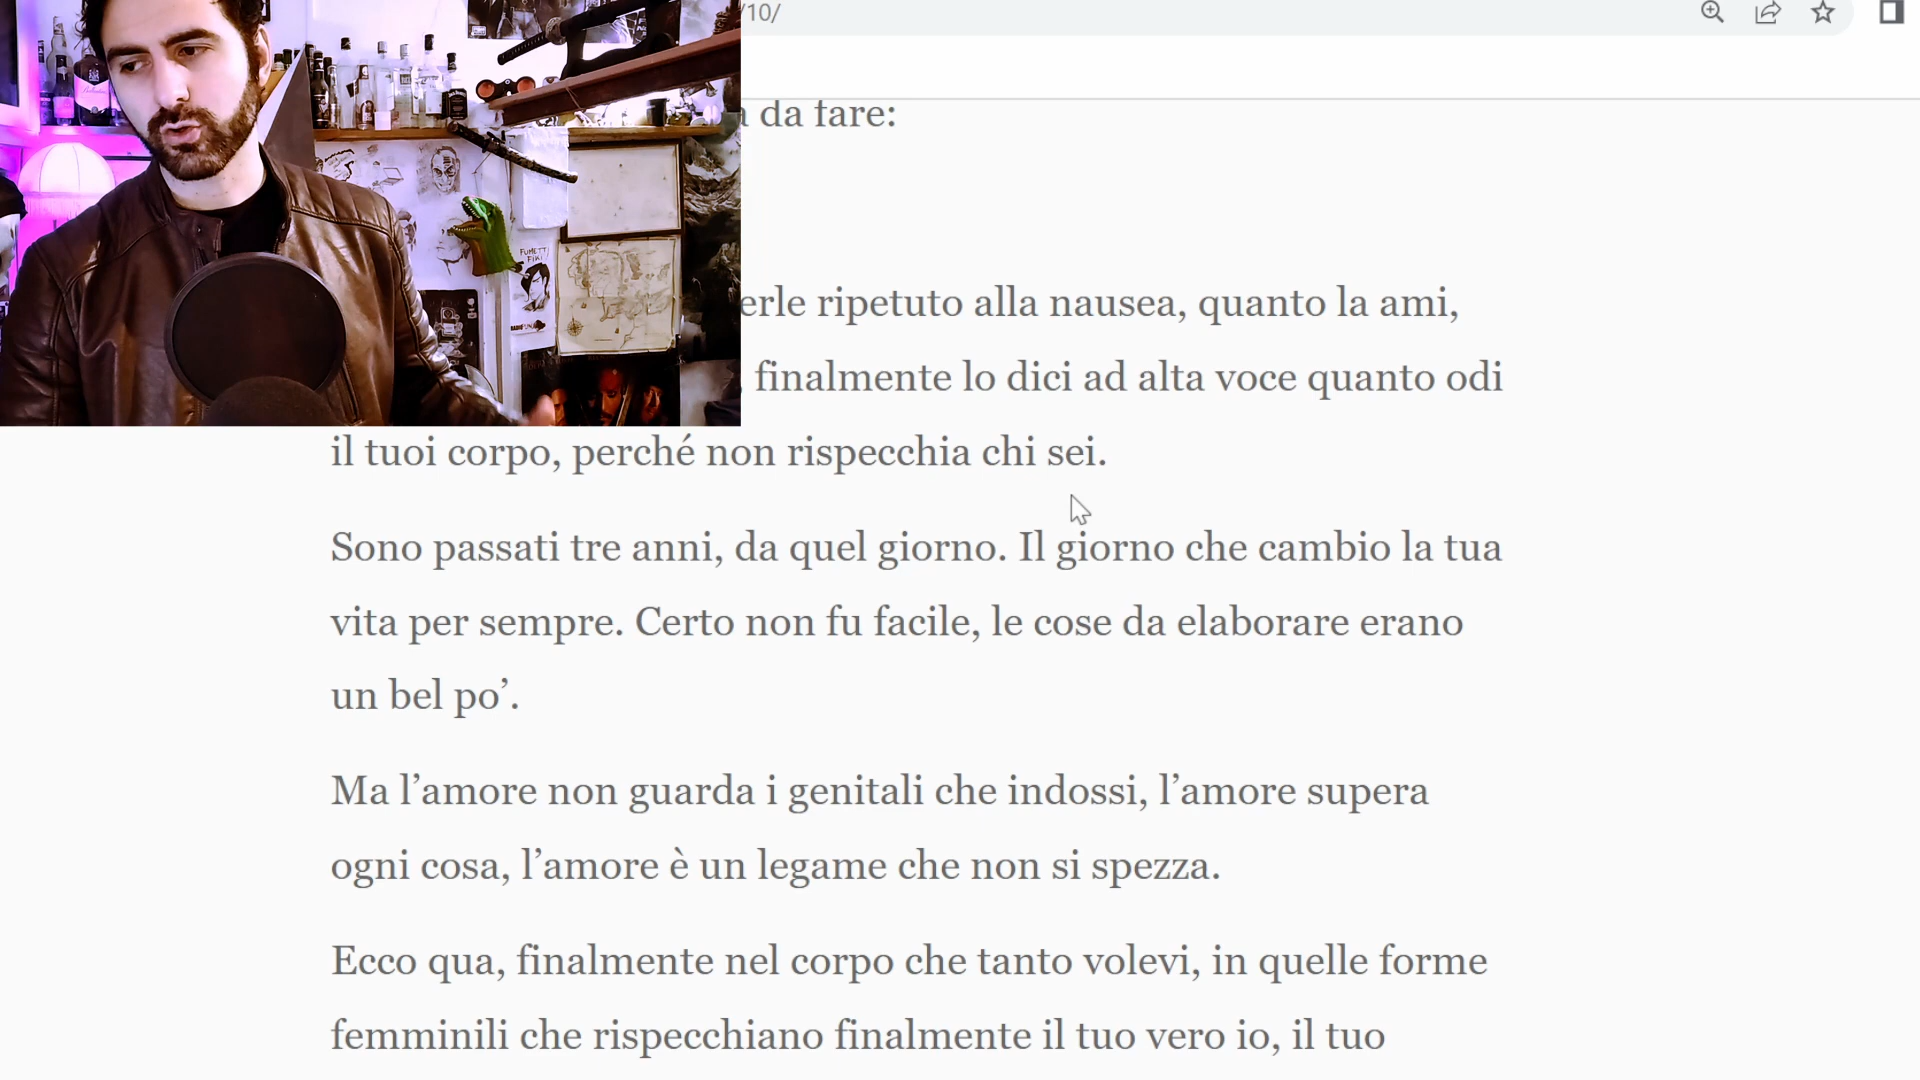 /10/
da fare:
erle ripetuto alla nausea, quanto la ami,
finalmente lo dici ad alta voce quanto odi
il tuoi corpo, perché non rispecchia chi sei.
Sono passati tre anni, da quel giorno. Il giorno che cambio la tua
vita per sempre. Certo non fu facile, le cose da elaborare erano
un bel po’.
Ma l’amore non guarda i genitali che indossi, l’amore supera
ogni cosa, l’amore è un legame che non si spezza.
Ecco qua, finalmente nel corpo che tanto volevi, in quelle forme
femminili che rispecchiano finalmente il tuo vero io, il tuo
FUMETTI
FIKI